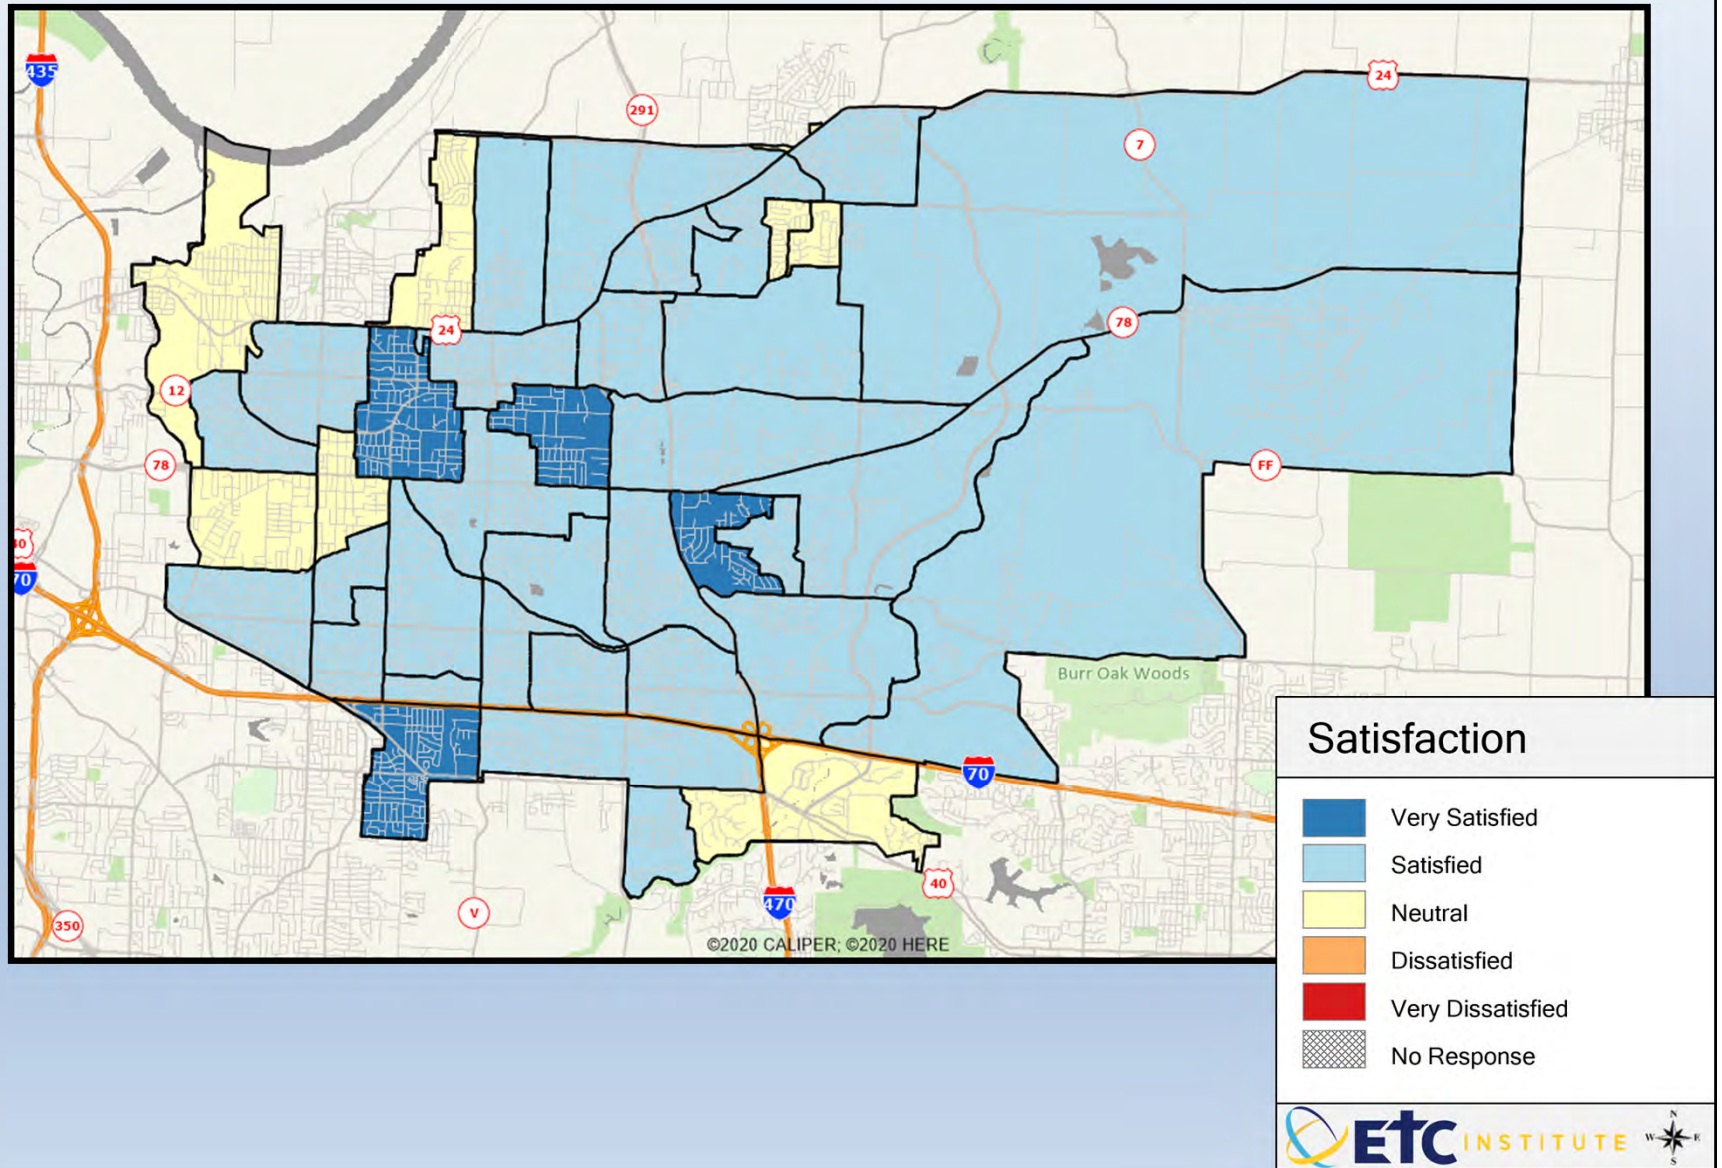 435
291
24
7
24
78
12
78
FF
40
70
Burr Oak Woods
70
40
470
V
350
©2020 CALIPER; ©2020 HERE
Satisfaction
Very Satisfied
Satisfied
Neutral
Dissatisfied
Very Dissatisfied
No Response
ETC INSTITUTE
N
W E
S